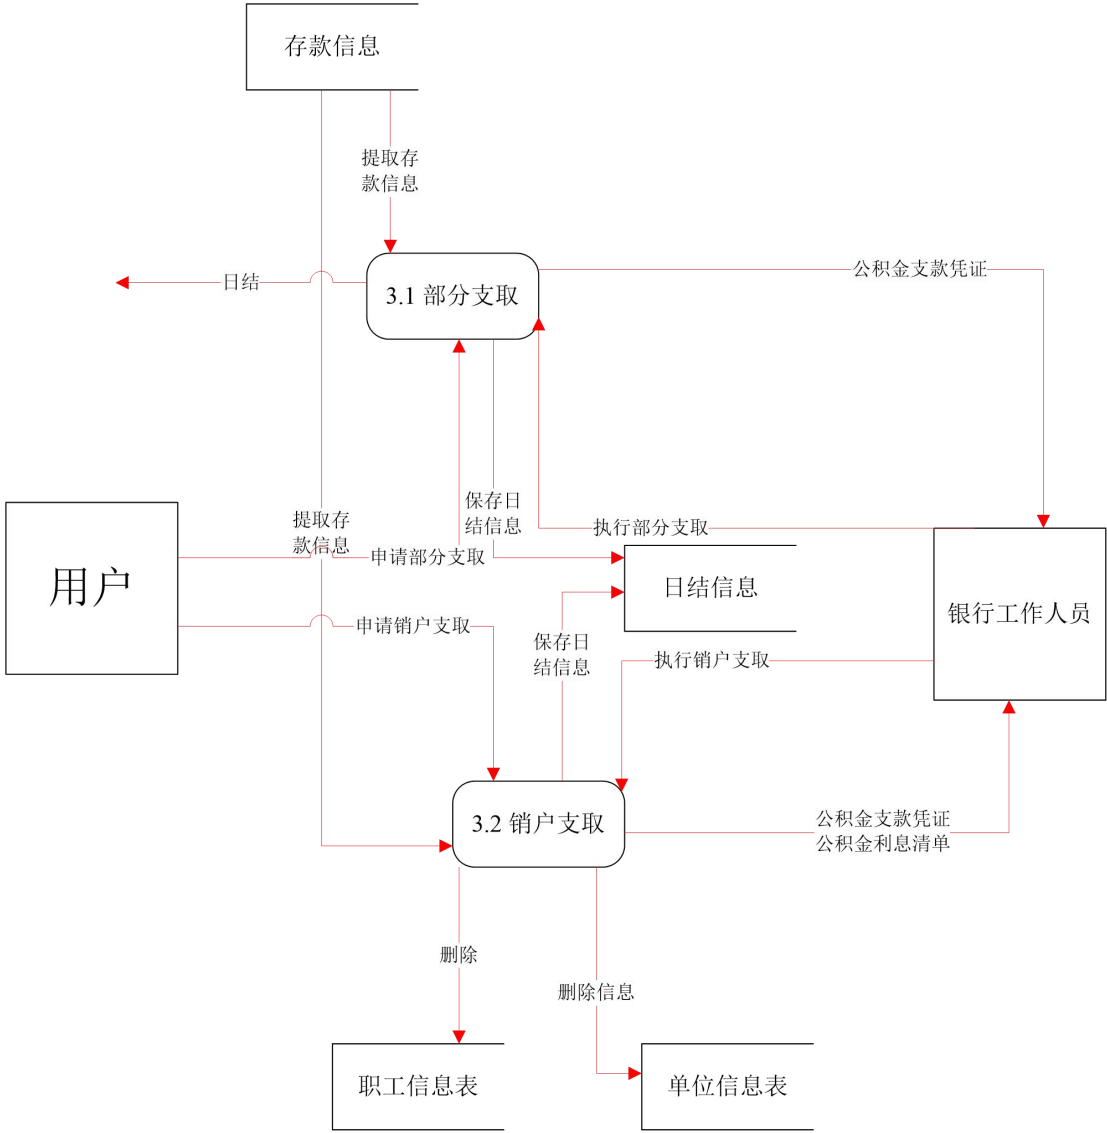 存款信息
提取存
款信息
日结
3.1 部分支取
公积金支款凭证
保存日
结信息
提取存
款信息
执行部分支取
申请部分支取
用户
日结信息
银行工作人员
申请销户支取
保存日
结信息
执行销户支取
3.2 销户支取
公积金支款凭证
公积金利息清单
删除
删除信息
职工信息表
单位信息表